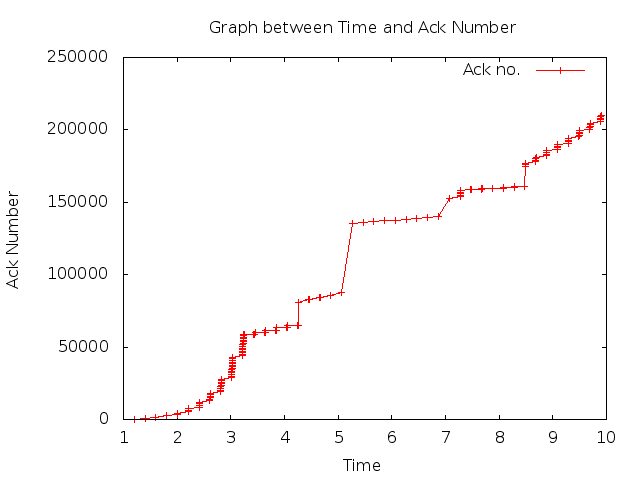 Graph between Time and Ack Number
250000
Ack no.
200000
150000
Ack Number
100000
50000
0
1 2 3 4 5 6 7 8 9 10
Time